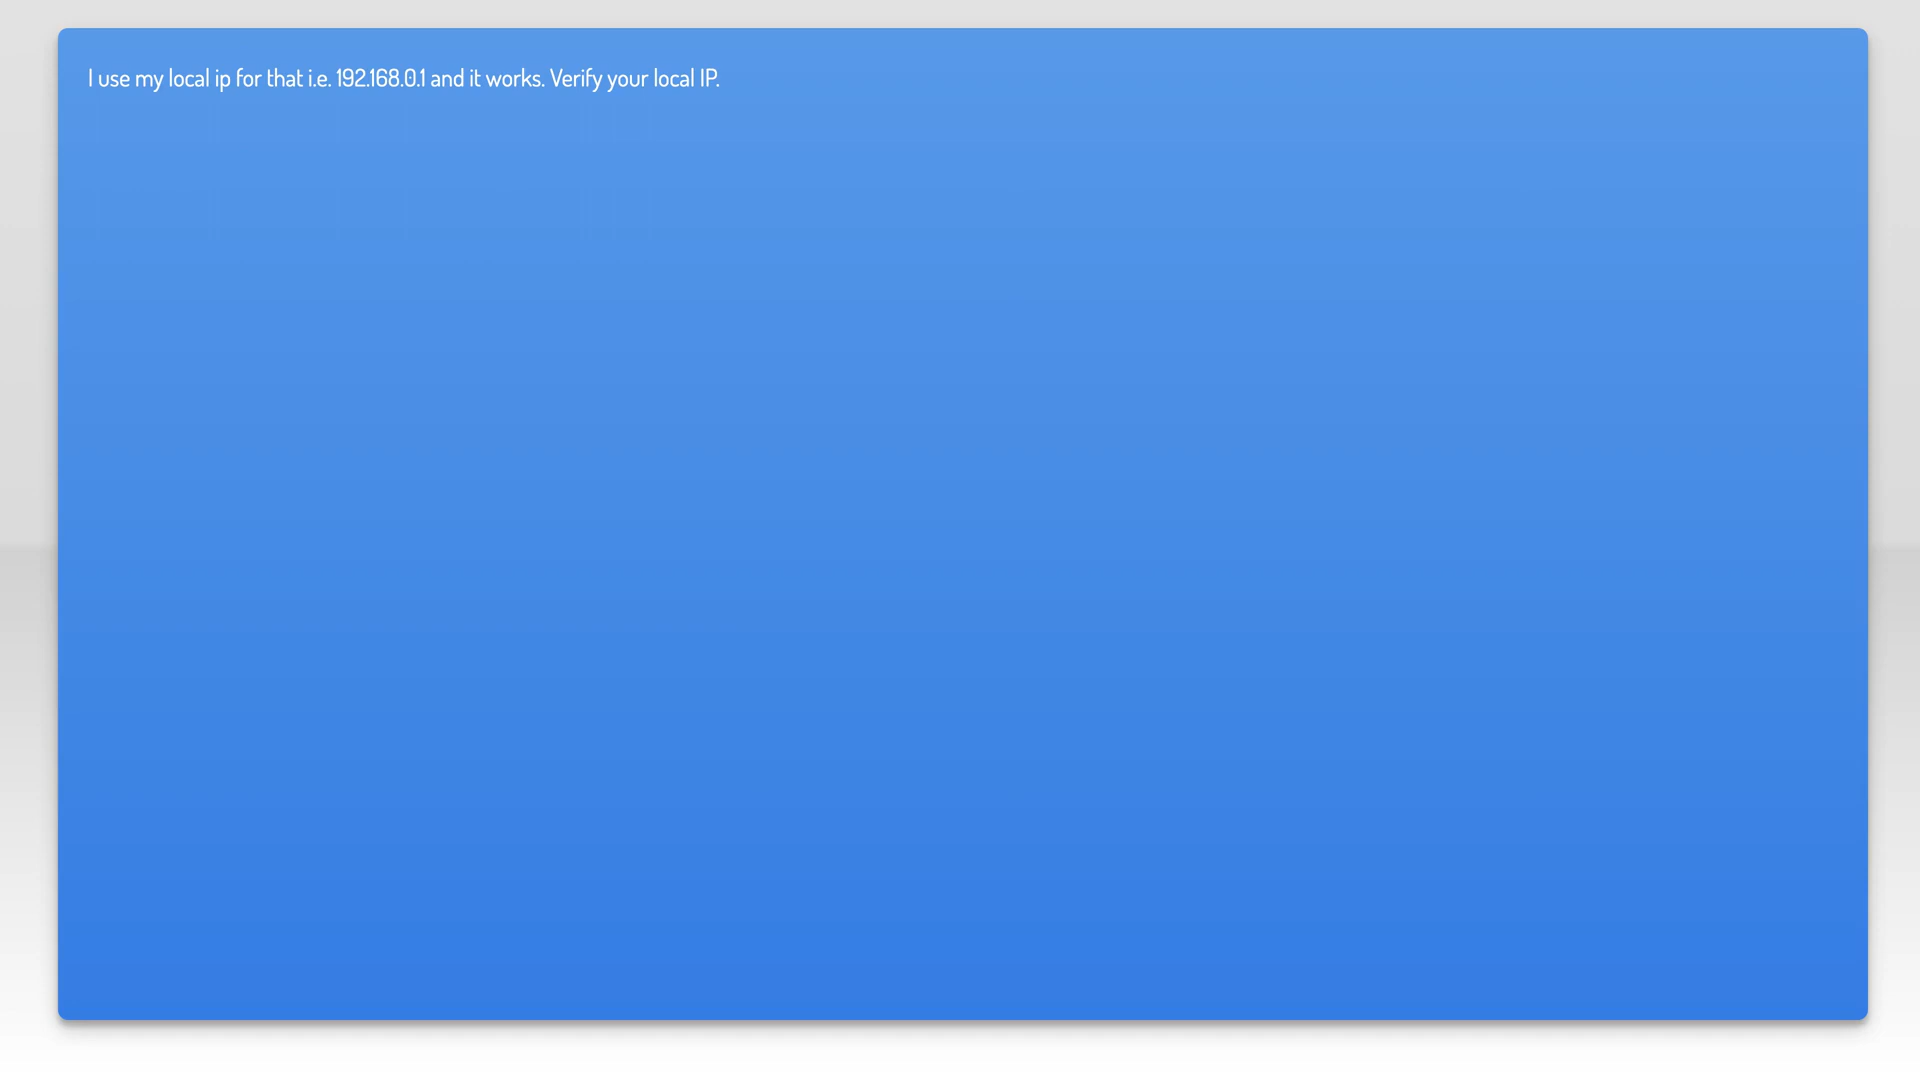 I use my local ip for that i.e. 192.168.0.1 and it works. Verify your local IP.